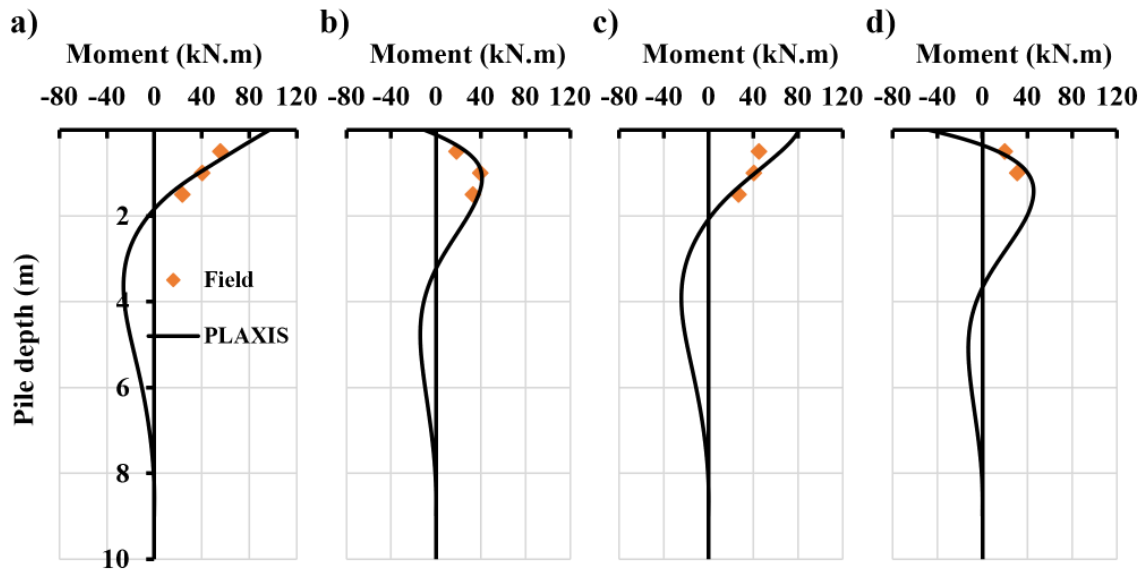 a) b) c) d)
Moment (kN.m) Moment (kN.m) Moment (kN.m) Moment (kN.m)
-80 -40 0 40 80 120 -80 -40 0 40 80 120 -80 -40 0 40 80 120 -80 -40 0 40 80 120
2
Pile depth (m)
Field
4
PLAXIS
6
8
10